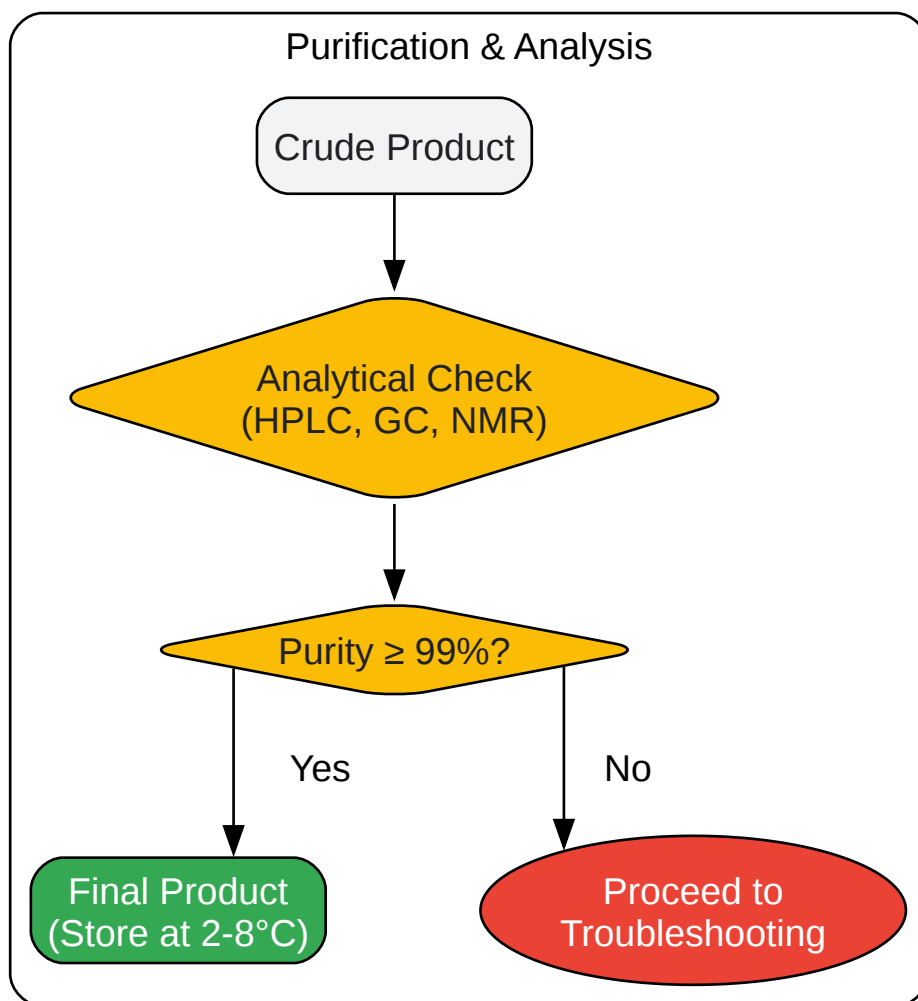 Purification & Analysis
Crude Product
Analytical Check
(HPLC, GC, NMR)
Purity ≥ 99%?
Yes
No
Final Product
(Store at 2-8°C)
Proceed to
Troubleshooting